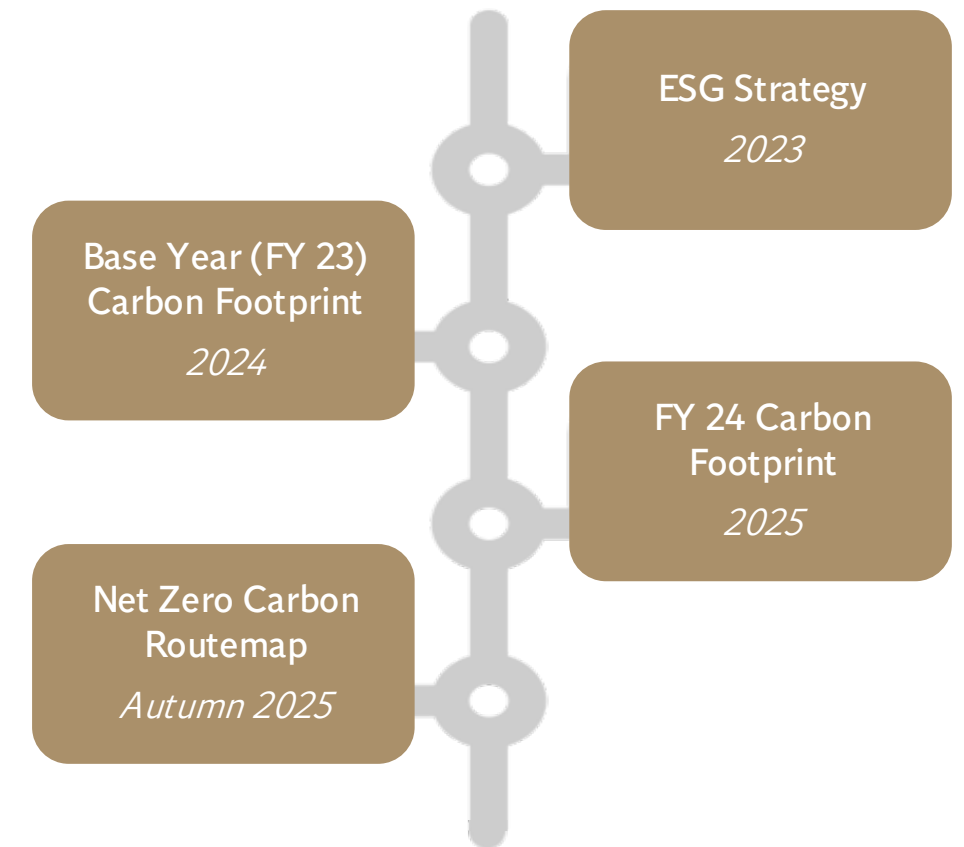 ESG Strategy
2023
Base Year (FY 23)
Carbon Footprint
2024
FY 24 Carbon
Footprint
2025
Net Zero Carbon
Routemap
Autumn 2025